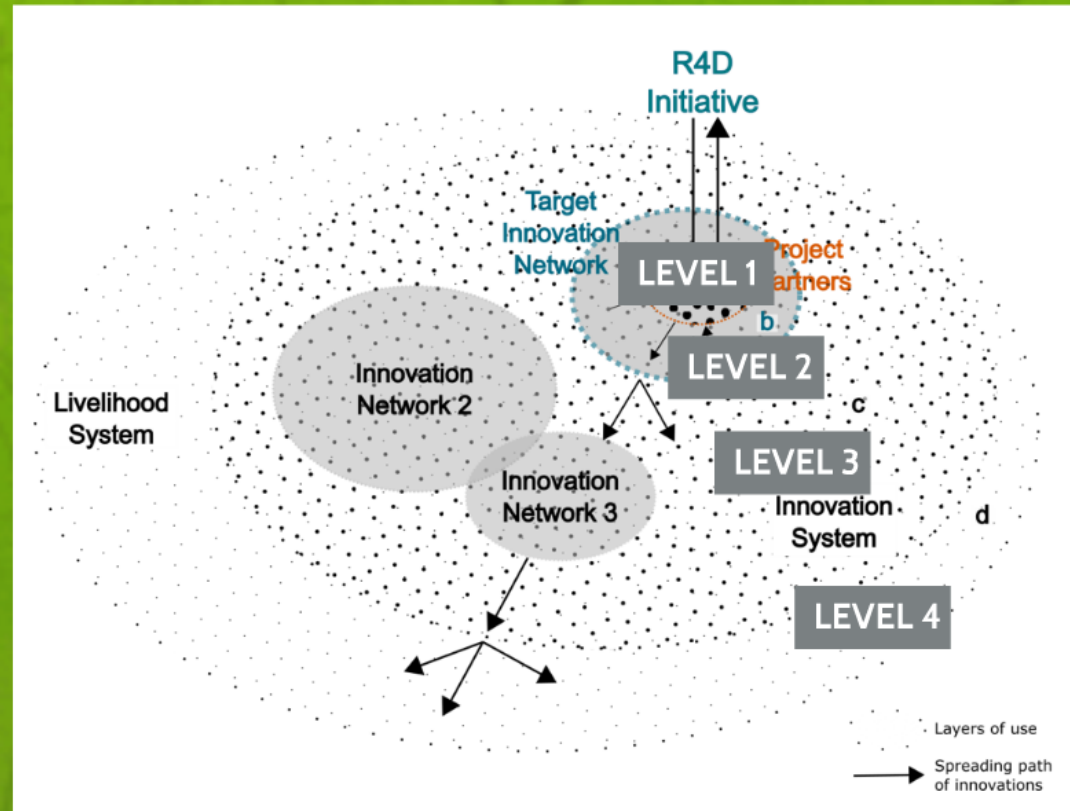 R4D
Initiative
Target
Innovation
Network
LEVEL 1
Project
artners
b
LEVEL 2
Innovation
Network 2
Livelihood
System
c
LEVEL 3
Innovation
Network 3
Innovation
System
d
LEVEL 4
Layers of use
Spreading path
of innovations